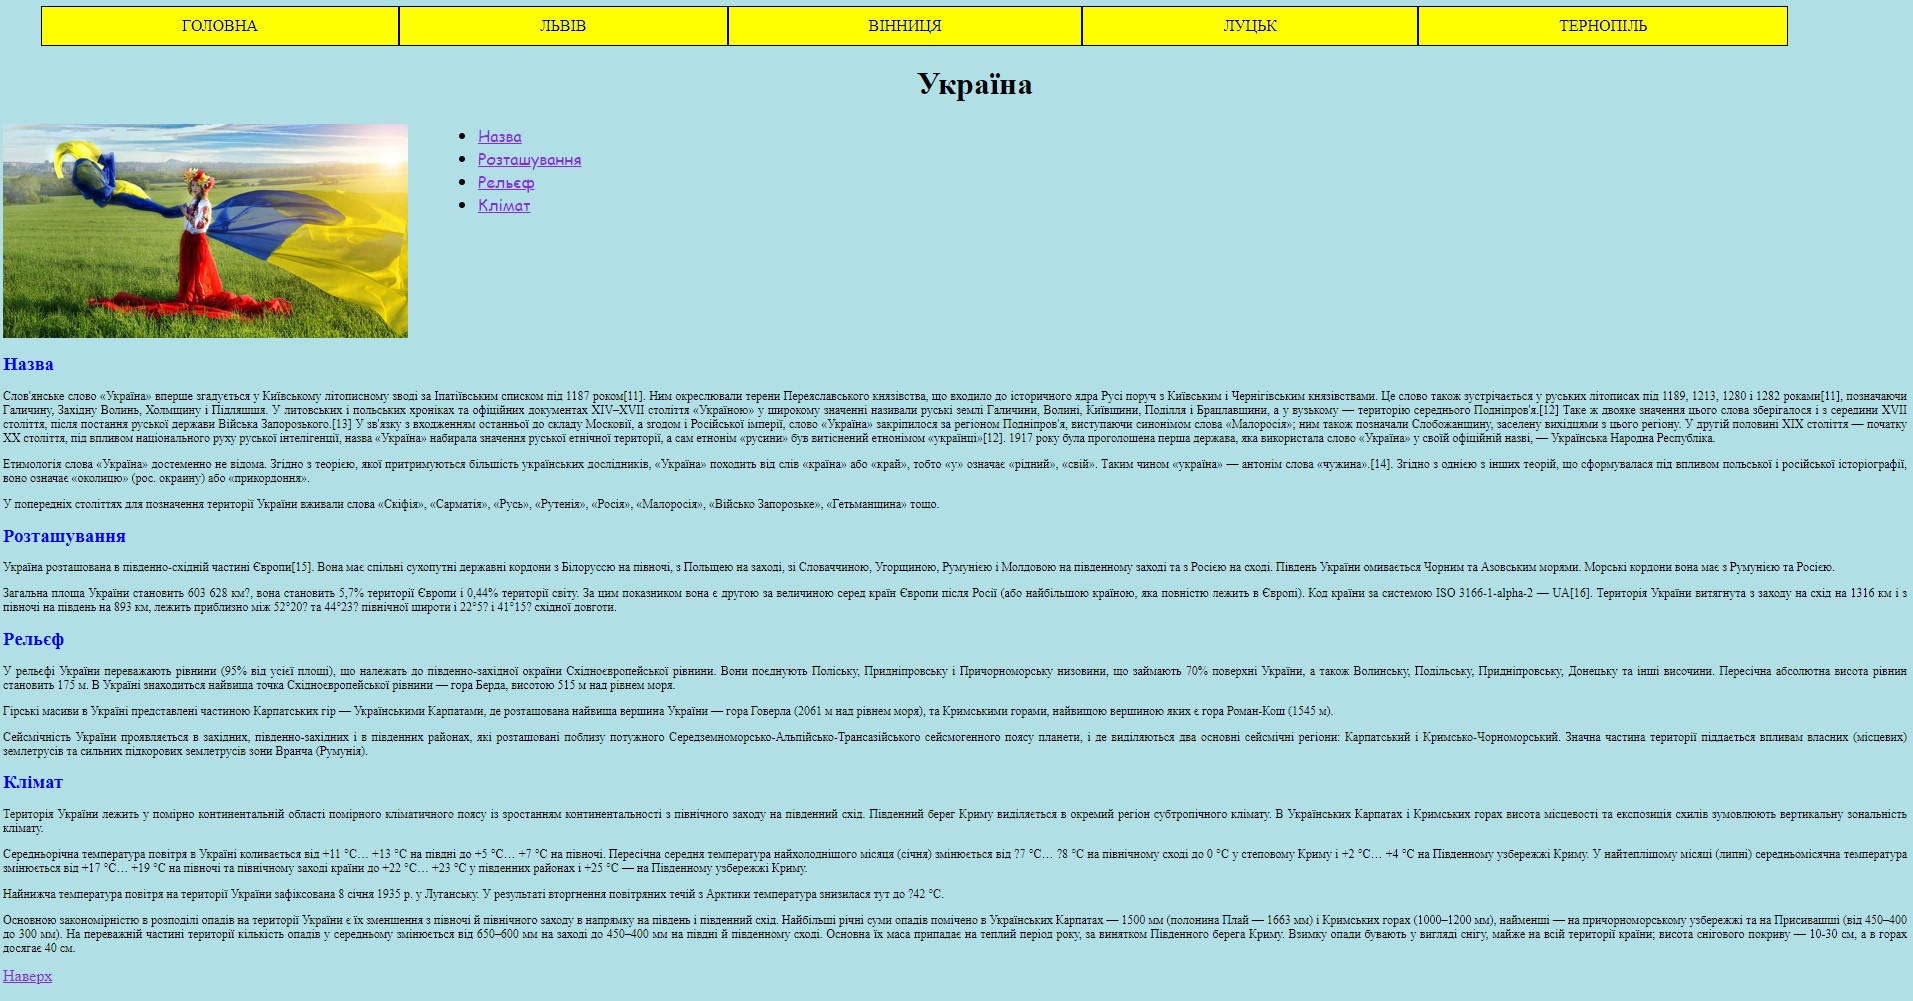 ГОЛОВНА ЛЬВІВ ВІННИЦЯ ЛУЦЬК ТЕРНОПІЛЬ
Україна
Назва
Розташування
Рельєф
Клімат
Назва
Слов'янське слово «Україна» вперше згадується у Київському літописному зводі за Іпатіївським списком під 1187 роком[11]. Ним окреслювали терени Переяславського князівства, що входило до історичного ядра Русі поруч з Київським і Чернігівським князівствами. Це слово також зустрічається у руських літописах під 1189, 1213, 1280 і 1282 роками[11], позначаючи
Галичину, Західну Волинь, Холмщину і Підляшшя. У литовських і польських хроніках та офіційних документах XIV–XVII століття «Україною» у широкому значенні називали руські землі Галичини, Волині, Київщини, Поділля і Брацлавщини, а у вузькому — територію середнього Подніпров'я.[12] Таке ж двояке значення цього слова зберігалося і з середини XVII
століття, після постання руської держави Війська Запорозького.[13] У зв'язку з входженням останньої до складу Московії, а згодом і Російської імперії, слово «Україна» закріпилося за регіоном Подніпров'я, виступаючи синонімом слова «Малоросія»; ним також позначали Слобожанщину, заселену вихідцями з цього регіону. У другій половині XIX століття — початку
XX століття, під впливом національного руху руської інтелігенції, назва «Україна» набирала значення руської етнічної території, а сам етнонім «русини» був витіснений етнонімом «українці»[12]. 1917 року була проголошена перша держава, яка використала слово «Україна» у своїй офіційній назві, — Українська Народна Республіка.
Етимологія слова «Україна» достеменно не відома. Згідно з теорією, якої притримуються більшість українських дослідників, «Україна» походить від слів «країна» або «край», тобто «у» означає «рідний», «свій». Таким чином «україна» — антонім слова «чужина».[14]. Згідно з однією з інших теорій, що сформувалася під впливом польської і російської історіографії,
воно означає «околицю» (рос. окраину) або «прикордоння».
У попередніх століттях для позначення території України вживали слова «Скіфія», «Сарматія», «Русь», «Рутенія», «Росія», «Малоросія», «Військо Запорозьке», «Гетьманщина» тощо.
Розташування
Україна розташована в південно-східній частині Європи[15]. Вона має спільні сухопутні державні кордони з Білоруссю на півночі, з Польщею на заході, зі Словаччиною, Угорщиною, Румунією і Молдовою на південному заході та з Росією на сході. Південь України омивається Чорним та Азовським морями. Морські кордони вона має з Румунією та Росією.
Загальна площа України становить 603 628 км?, вона становить 5,7% території Європи і 0,44% території світу. За цим показником вона є другою за величиною серед країн Європи після Росії (або найбільшою країною, яка повністю лежить в Європі). Код країни за системою ISO 3166-1-alpha-2 — UA[16]. Територія України витягнута з заходу на схід на 1316 км і з
півночі на південь на 893 км, лежить приблизно між 52°20? та 44°23? північної широти і 22°5? і 41°15? східної довготи.
Рельєф
У рельєфі України переважають рівнини (95% від усієї площі), що належать до південно-західної окраїни Східноєвропейської рівнини. Вони поєднують Поліську, Придніпровську і Причорноморську низовини, що займають 70% поверхні України, а також Волинську, Подільську, Придніпровську, Донецьку та інші височини. Пересічна абсолютна висота рівнин
становить 175 м. В Україні знаходиться найвища точка Східноєвропейської рівнини — гора Берда, висотою 515 м над рівнем моря.
Гірські масиви в Україні представлені частиною Карпатських гір — Українськими Карпатами, де розташована найвища вершина України — гора Говерла (2061 м над рівнем моря), та Кримськими горами, найвищою вершиною яких є гора Роман-Кош (1545 м).
Сейсмічність України проявляється в західних, південно-західних і в південних районах, які розташовані поблизу потужного Середземноморсько-Альпійсько-Трансазійського сейсмогенного поясу планети, і де виділяються два основні сейсмічні регіони: Карпатський і Кримсько-Чорноморський. Значна частина території піддається впливам власних (місцевих)
землетрусів та сильних підкорових землетрусів зони Вранча (Румунія).
Клімат
Територія України лежить у помірно континентальній області помірного кліматичного поясу із зростанням континентальності з північного заходу на південний схід. Південний берег Криму виділяється в окремий регіон субтропічного клімату. В Українських Карпатах і Кримських горах висота місцевості та експозиція схилів зумовлюють вертикальну зональність
клімату.
Середньорічна температура повітря в Україні коливається від +11 °C… +13 °C на півдні до +5 °C… +7 °C на півночі. Пересічна середня температура найхолоднішого місяця (січня) змінюється від ?7 °C… ?8 °C на північному сході до 0 °C у степовому Криму і +2 °C… +4 °C на Південному узбережжі Криму. У найтеплішому місяці (липні) середньомісячна температура
змінюється від +17 °C… +19 °C на півночі та північному заході країни до +22 °C… +23 °C у південних районах і +25 °C — на Південному узбережжі Криму.
Найнижча температура повітря на території України зафіксована 8 січня 1935 р. у Луганську. У результаті вторгнення повітряних течій з Арктики температура знизилася тут до ?42 °C.
Основною закономірністю в розподілі опадів на території України є їх зменшення з півночі й північного заходу в напрямку на південь і південний схід. Найбільші річні суми опадів помічено в Українських Карпатах — 1500 мм (полонина Плай — 1663 мм) і Кримських горах (1000–1200 мм), найменші — на причорноморському узбережжі та на Присивашші (від 450–400
до 300 мм). На переважній частині території кількість опадів у середньому змінюється від 650–600 мм на заході до 450–400 мм на півдні й південному сході. Основна їх маса припадає на теплий період року, за винятком Південного берега Криму. Взимку опади бувають у вигляді снігу, майже на всій території країни; висота снігового покриву — 10-30 см, а в горах
досягає 40 см.
Наверх